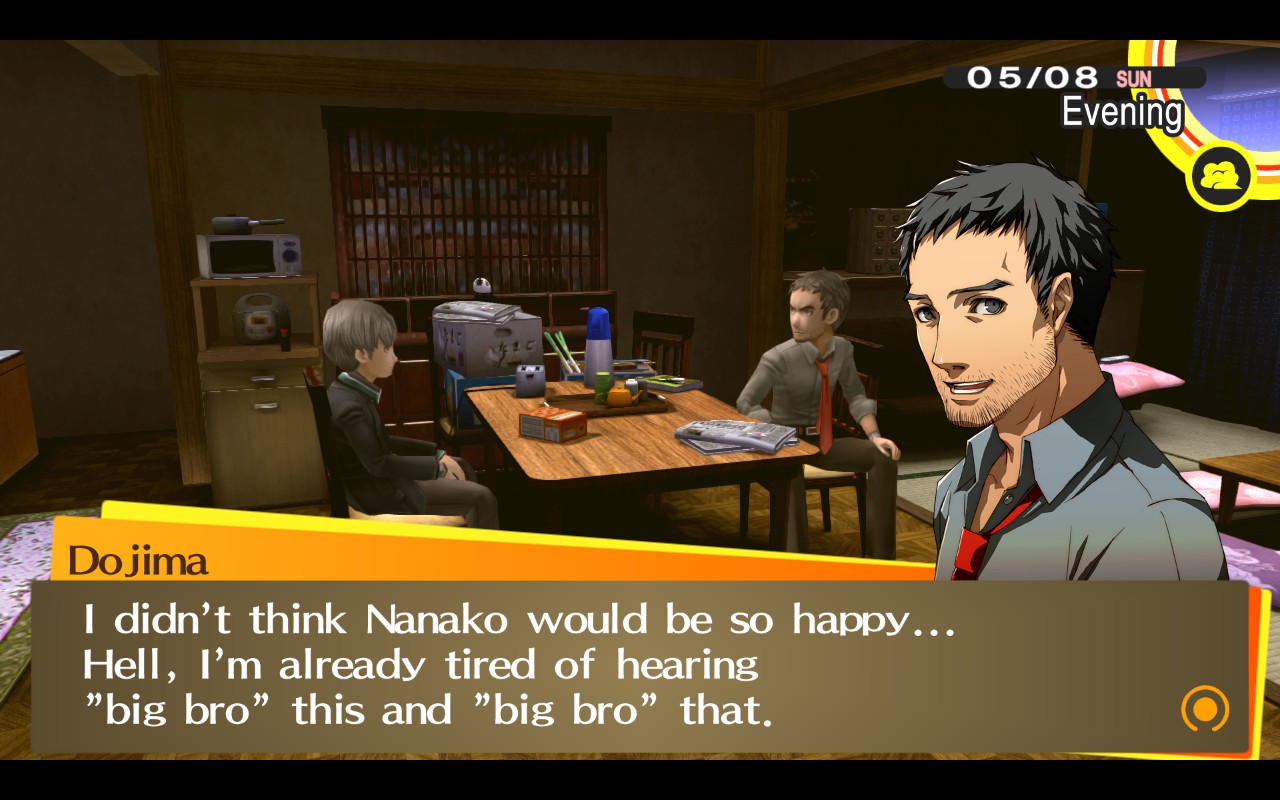 05/08 SUN
Evening
Dojima
I didn't think Nanako would be so happy...
Hell, I'm already tired of hearing
”big bro” this and ”big bro” that.